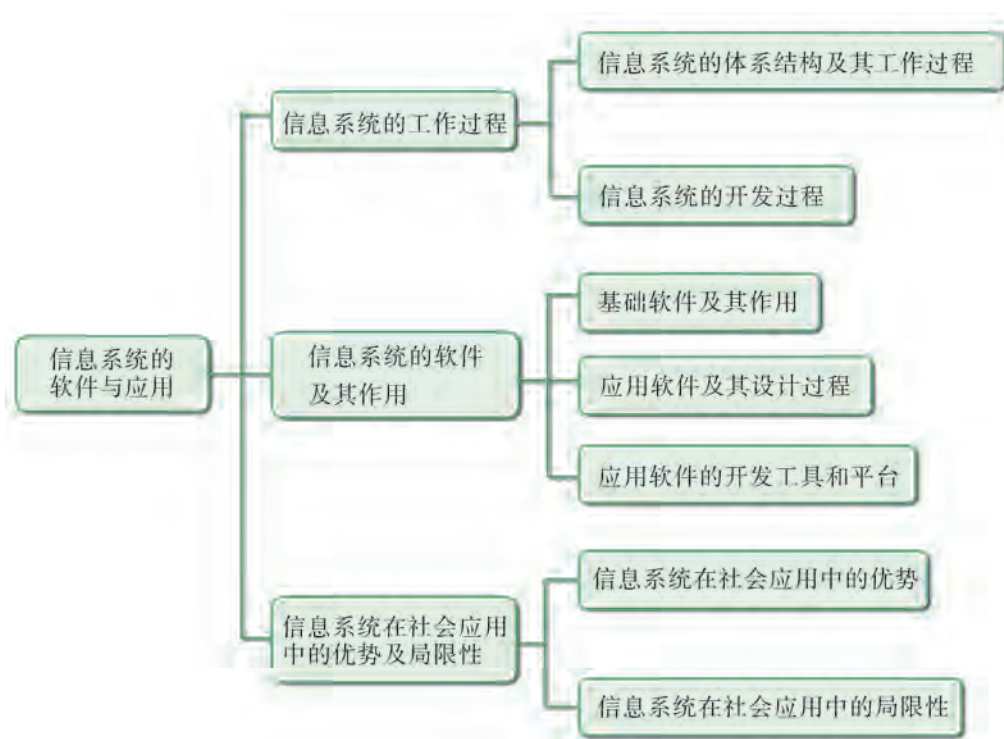 信息系统的体系结构及其工作过程
信息系统的工作过程
信息系统的开发过程
基础软件及其作用
信息系统的
软件与应用
信息系统的软件
及其作用
应用软件及其设计过程
应用软件的开发工具和平台
信息系统在社会应用中的优势
信息系统在社会应用
中的优势及局限性
信息系统在社会应用中的局限性